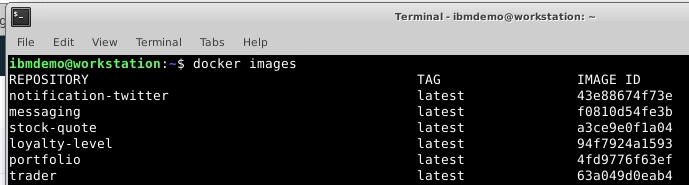 Terminal - ibmdemo@workstation: ~
File Edit View Terminal Tabs Help
ibmdemo@workstation:~$ docker images
REPOSITORY TAG IMAGE ID
notification-twitter latest 43e88674f73e
messaging latest f0810d54fe3b
stock-quote latest a3ce9e0f1a04
loyalty-level latest 94f7924a1593
portfolio latest 4fd9776f63ef
trader latest 63a049d0eab4